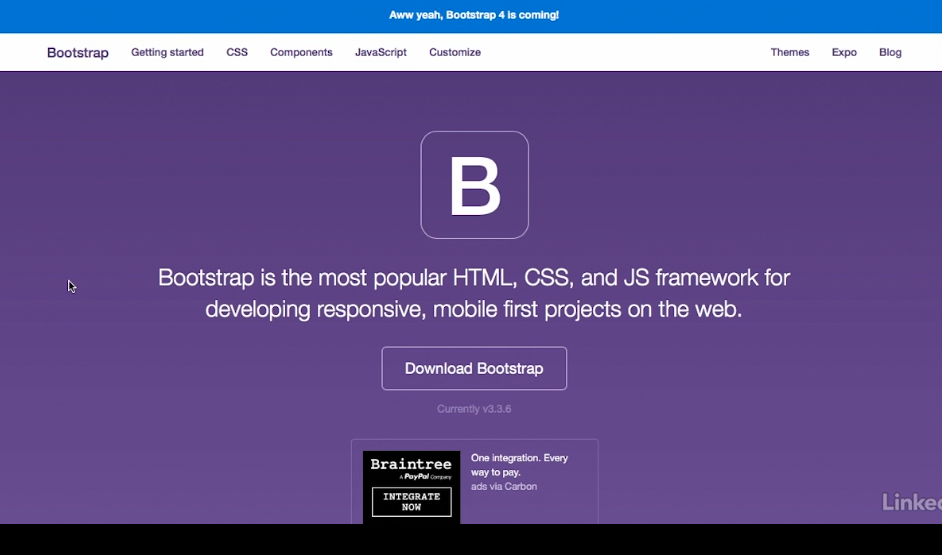 Aww yeah, Bootstrap 4 is coming!
Bootstrap Getting started CSS Components JavaScript Customize Themes Expo Blog
B
Bootstrap is the most popular HTML, CSS, and JS framework for
developing responsive, mobile first projects on the web.
Download Bootstrap
Currently v3.3.6
Braintree
A PayPal Company
INTEGRATE
NOW
One integration. Every
way to pay.
ads via Carbon
Linked